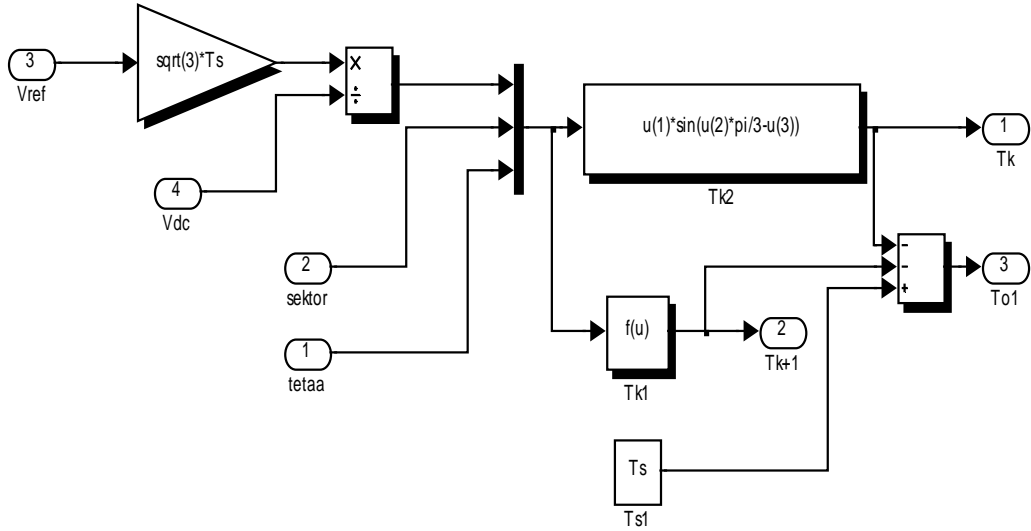 3
Vref
sqrt(3)*Ts
×
÷
4
Vdc
2
sektor
1
tetaa
u(1)*sin(u(2)*pi/3-u(3))
Tk2
1
Tk
-
-
+
3
To1
f(u)
Tk1
2
Tk+1
Ts
Ts1